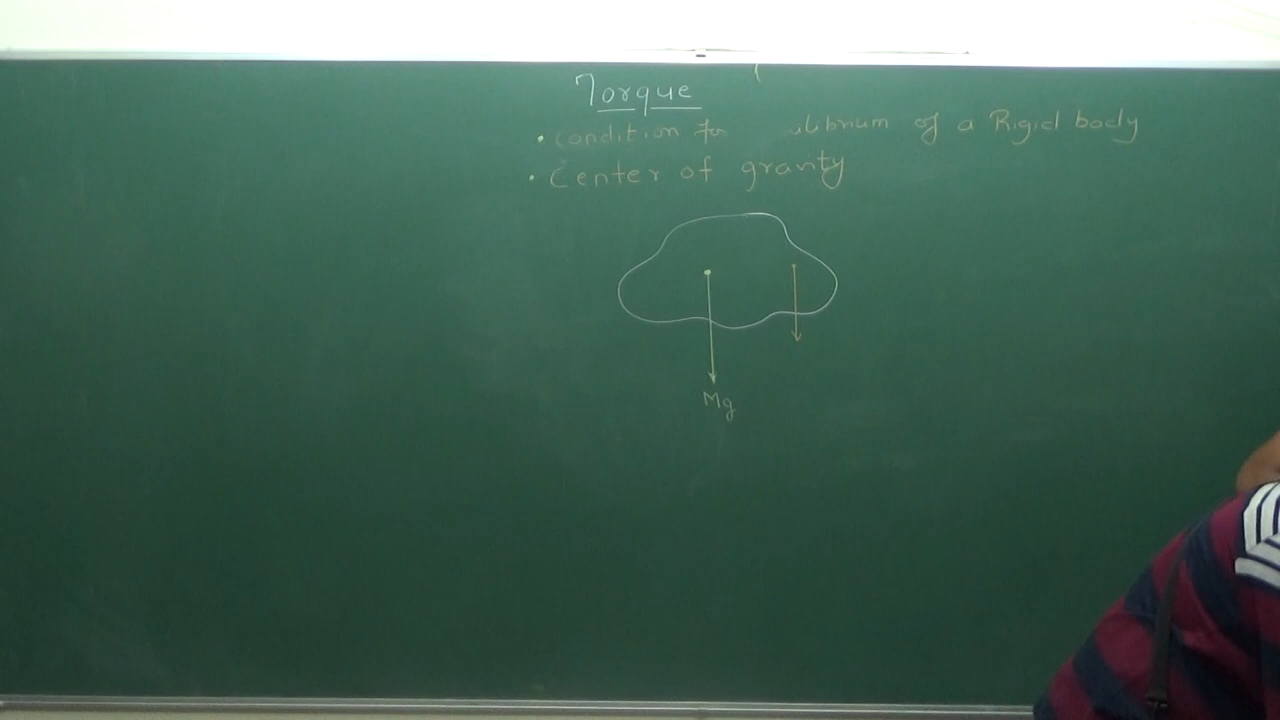 Torque
• Condition for ulibrium of a Rigid body
• Center of gravity
Mg